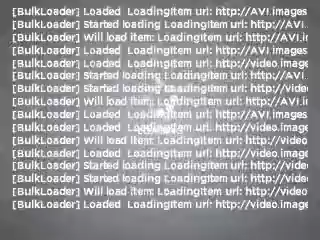 [BulkLoader] Loaded LoadingItem url: http://AVI.images
[BulkLoader] Started loading LoadingItem url: http://AVI.
[BulkLoader] Will load item: LoadingItem url: http://AVI.i
[BulkLoader] Loaded LoadingItem url: http://AVI.images
[BulkLoader] Loaded LoadingItem url: http://video.image
[BulkLoader] Started loading LoadingItem url: http://AVI.
[BulkLoader] Started loading LoadingItem url: http://vide
[BulkLoader] Will load item: LoadingItem url: http://AVI.i
[BulkLoader] Loaded LoadingItem url: http://AVI.images
[BulkLoader] Loaded LoadingItem url: http://video.image
[BulkLoader] Will load item: LoadingItem url: http://vide
[BulkLoader] Loaded LoadingItem url: http://video.image
[BulkLoader] Started loading LoadingItem url: http://vide
[BulkLoader] Started loading LoadingItem url: http://vide
[BulkLoader] Will load item: LoadingItem url: http://vide
[BulkLoader] Loaded LoadingItem url: http://video.image